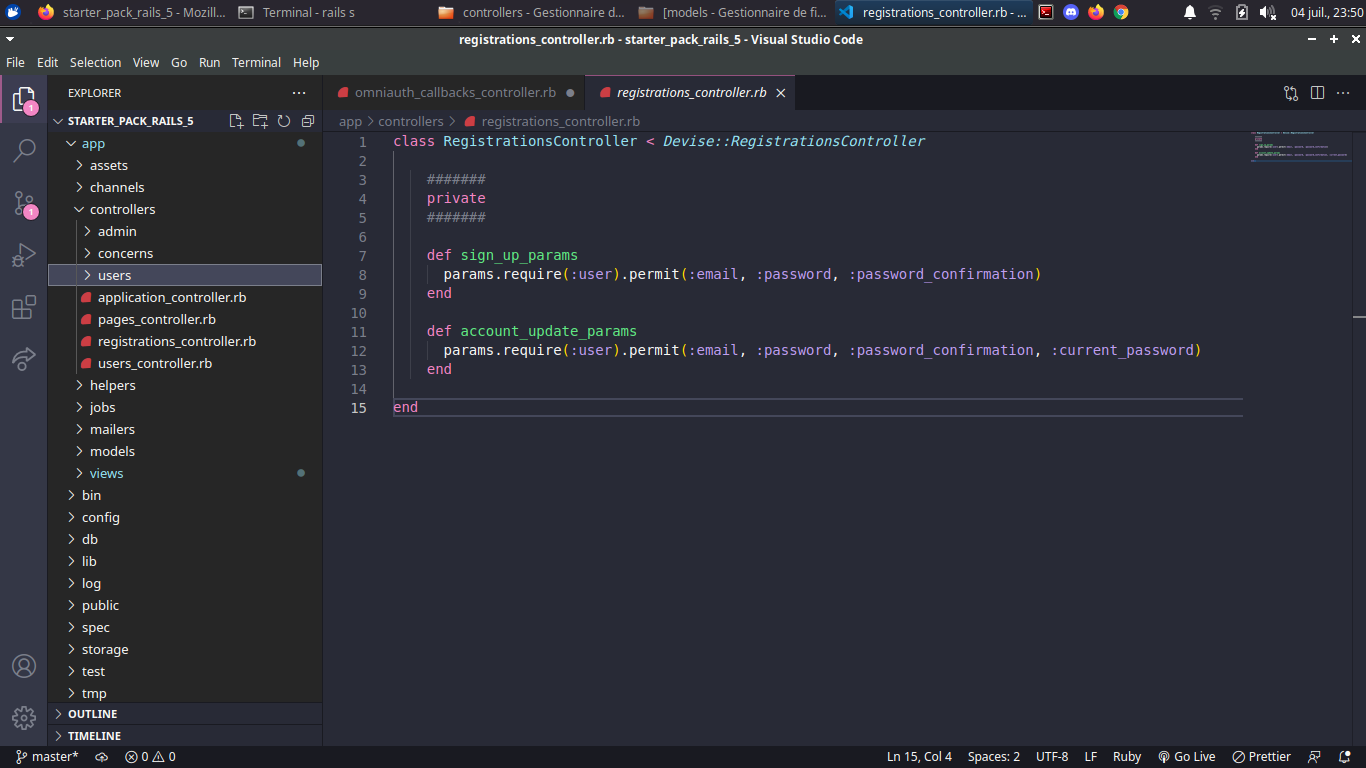 starter_pack_rails_5 - Mozill...
Terminal - rails s
controllers - Gestionnaire d...
[models - Gestionnaire de fi...
registrations_controller.rb - ...
04 juil., 23:50
registrations_controller.rb - starter_pack_rails_5 - Visual Studio Code
File Edit Selection View Go Run Terminal Help
EXPLORER
omniauth_callbacks_controller.rb
registrations_controller.rb
STARTER_PACK_RAILS_5
app > controllers > registrations_controller.rb
1
1
app
assets
channels
controllers
admin
concerns
users
application_controller.rb
pages_controller.rb
registrations_controller.rb
users_controller.rb
helpers
jobs
mailers
models
views
bin
config
db
lib
log
public
spec
storage
test
tmp
OUTLINE
TIMELINE
1 class RegistrationsController < Devise::RegistrationsController
2
3 #######
4 private
5 #######
6
7 def sign_up_params
8 params.require(:user).permit(:email, :password, :password_confirmation)
9 end
10
11 def account_update_params
12 params.require(:user).permit(:email, :password, :password_confirmation, :current_password)
13 end
14
15 end
master* 0 0 Ln 15, Col 4 Spaces: 2 UTF-8 LF Ruby Go Live Prettier